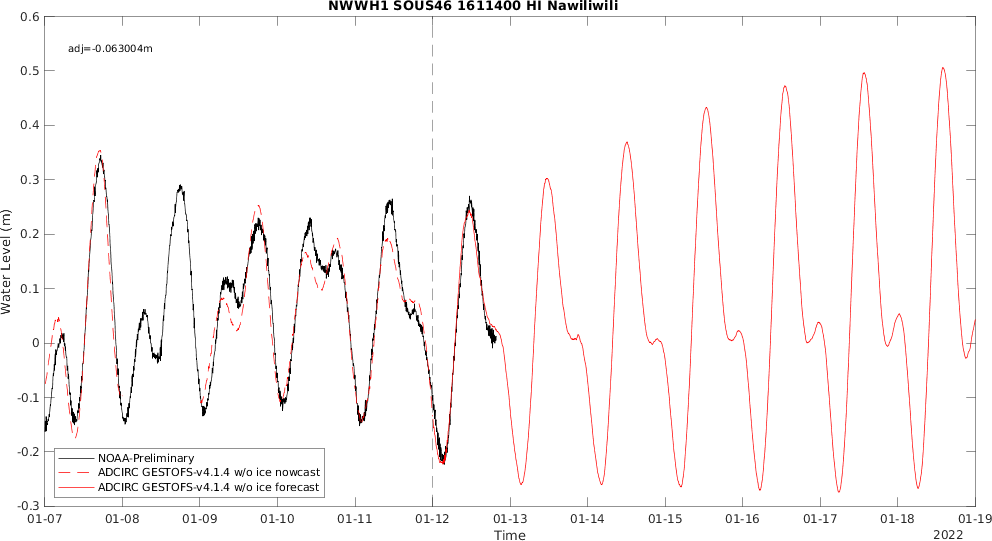 NWWH1 SOUS46 1611400 HI Nawiliwili
adj=-0.063004m
0.6
0.5
0.4
0.3
0.2
0.1
0
-0.1
-0.2
-0.3
Water Level (m)
NOAA-Preliminary
ADCIRC GESTOFS-v4.1.4 w/o ice nowcast
ADCIRC GESTOFS-v4.1.4 w/o ice forecast
01-07 01-08 01-09 01-10 01-11 01-12 01-13 01-14 01-15 01-16 01-17 01-18 01-19
Time
2022